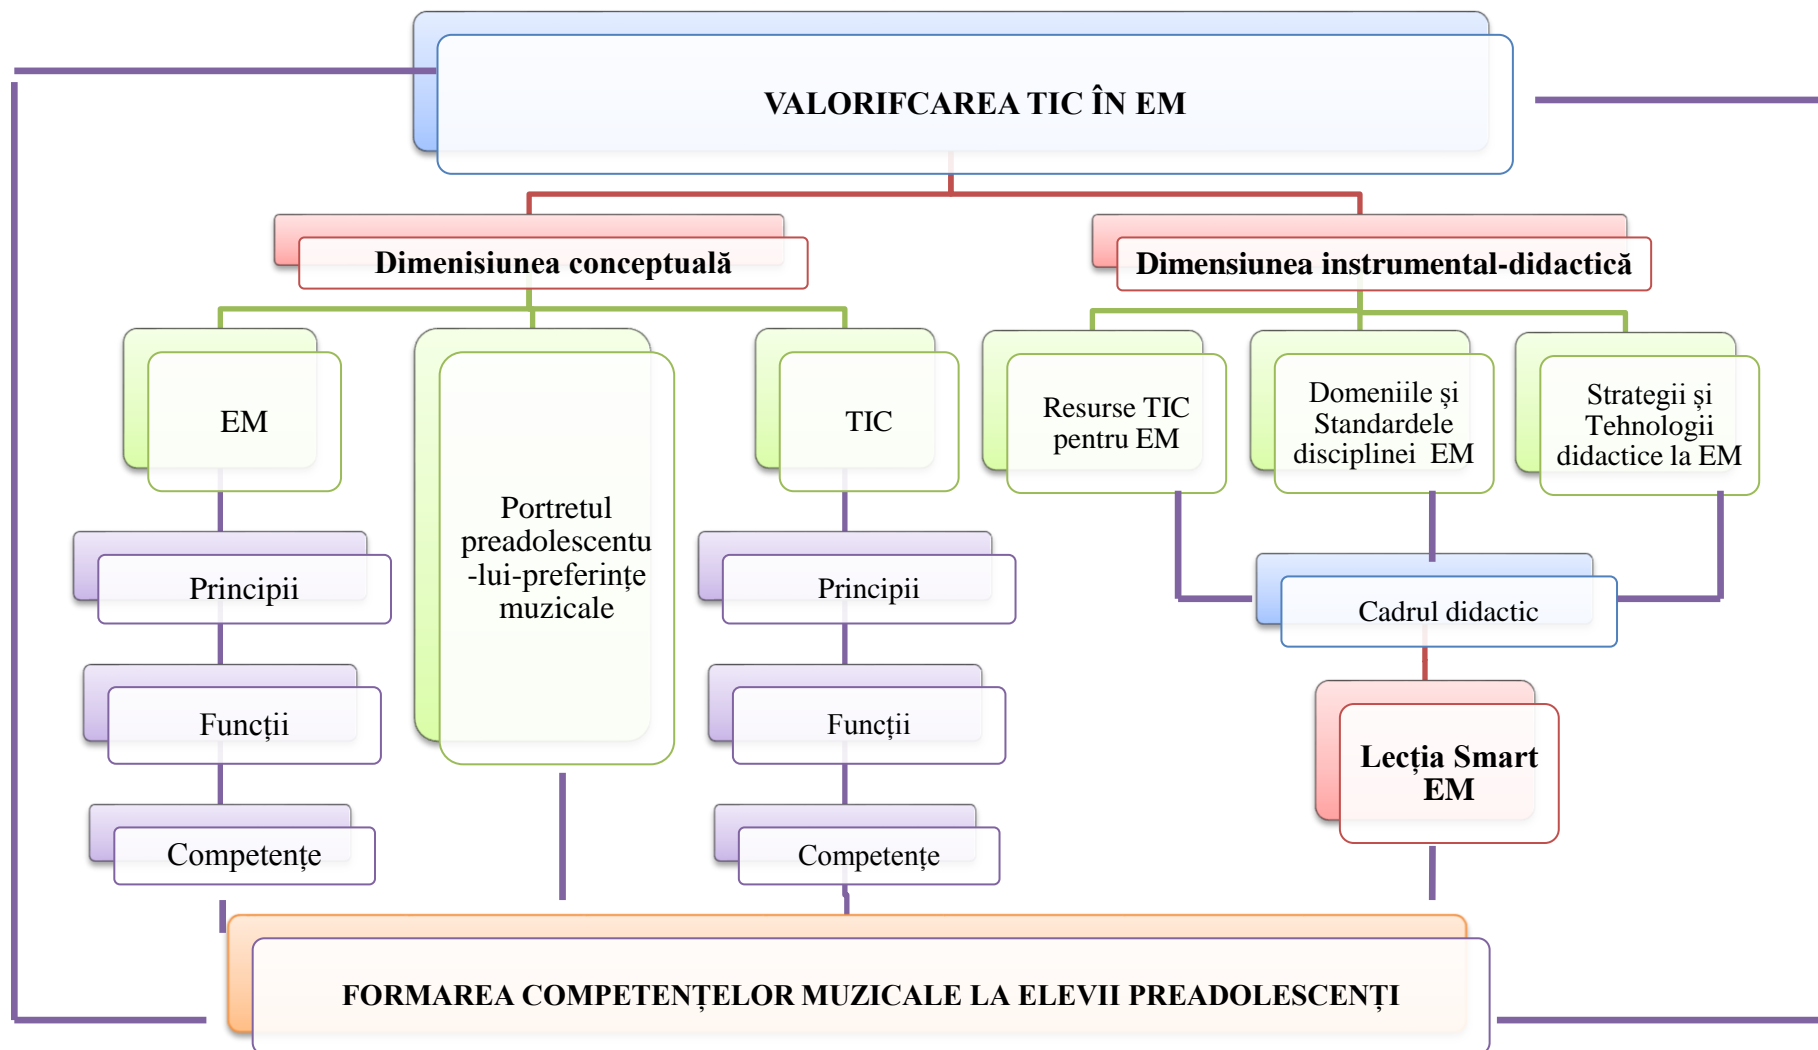 VALORIFCAREA TIC ÎN EM
Dimenisiunea conceptuală
Dimensiunea instrumental-didactică
EM
Portretul
preadolescentu
-lui-preferințe
muzicale
TIC
Resurse TIC
pentru EM
Domeniile și
Standardele
disciplinei EM
Strategii și
Tehnologii
didactice la EM
Principii
Principii
Cadrul didactic
Funcții
Funcții
Lecția Smart
EM
Competențe
Competențe
FORMAREA COMPETENȚELOR MUZICALE LA ELEVII PREADOLESCENȚI